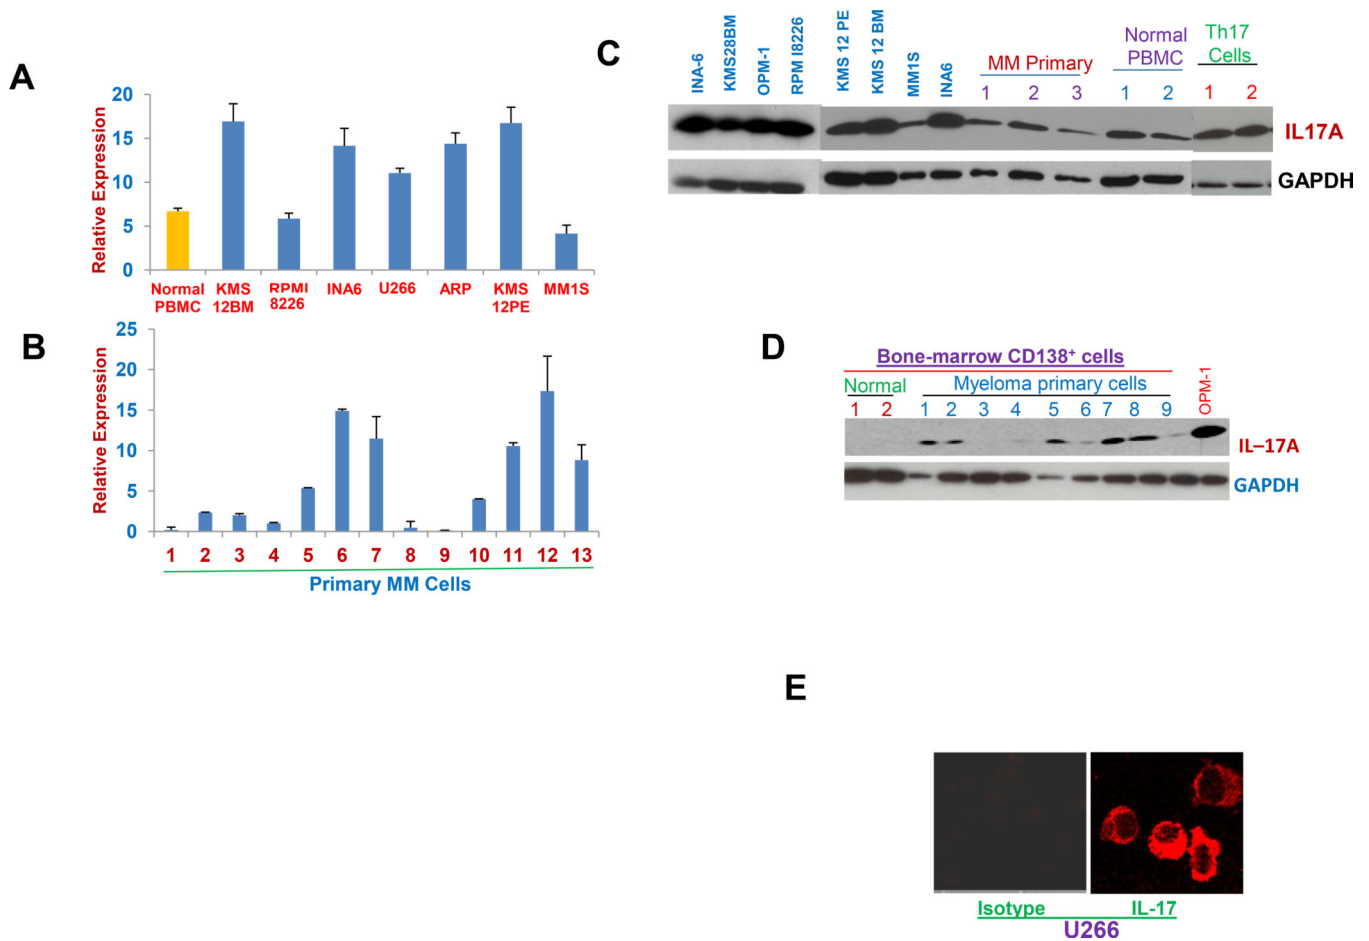 A
Relative Expression
20
15
10
5
0
Normal PBMC
KMS 12BM
RPMI 8226
INA6
U266
ARP
KMS 12PE
MM1S
B
Relative Expression
25
20
15
10
5
0
1 2 3 4 5 6 7 8 9 10 11 12 13
Primary MM Cells
C
INA-6
KMS28BM
OPM-1
RPM I8226
KMS 12 PE
KMS 12 BM
MM1S
INA6
MM Primary
1 2 3
Normal PBMC
1 2
Th17 Cells
1 2
IL17A
GAPDH
D
Bone-marrow CD138⁺ cells
Normal
1 2
Myeloma primary cells
1 2 3 4 5 6 7 8 9
OPM-1
IL–17A
GAPDH
E
Isotype IL-17
U266